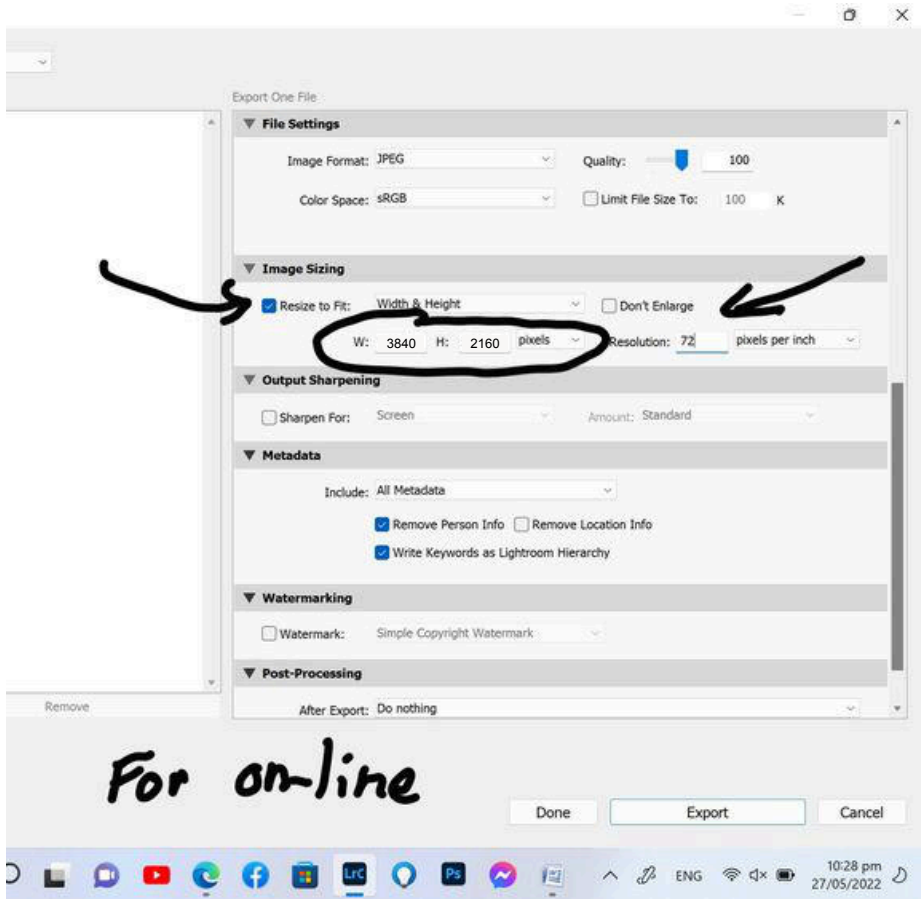 Export One File
File Settings
Image Format: JPEG Quality: 100
Color Space: sRGB Limit File Size To: 100 K
Image Sizing
Resize to Fit: Width & Height Don't Enlarge
W: 3840 H: 2160 pixels Resolution: 72 pixels per inch
Output Sharpening
Sharpen For: Screen Amount: Standard
Metadata
Include: All Metadata
Remove Person Info Remove Location Info
Write Keywords as Lightroom Hierarchy
Watermarking
Watermark: Simple Copyright Watermark
Post-Processing
Remove
After Export: Do nothing
For on-line
Done Export Cancel
LrC Ps ENG 10:28 pm
27/05/2022